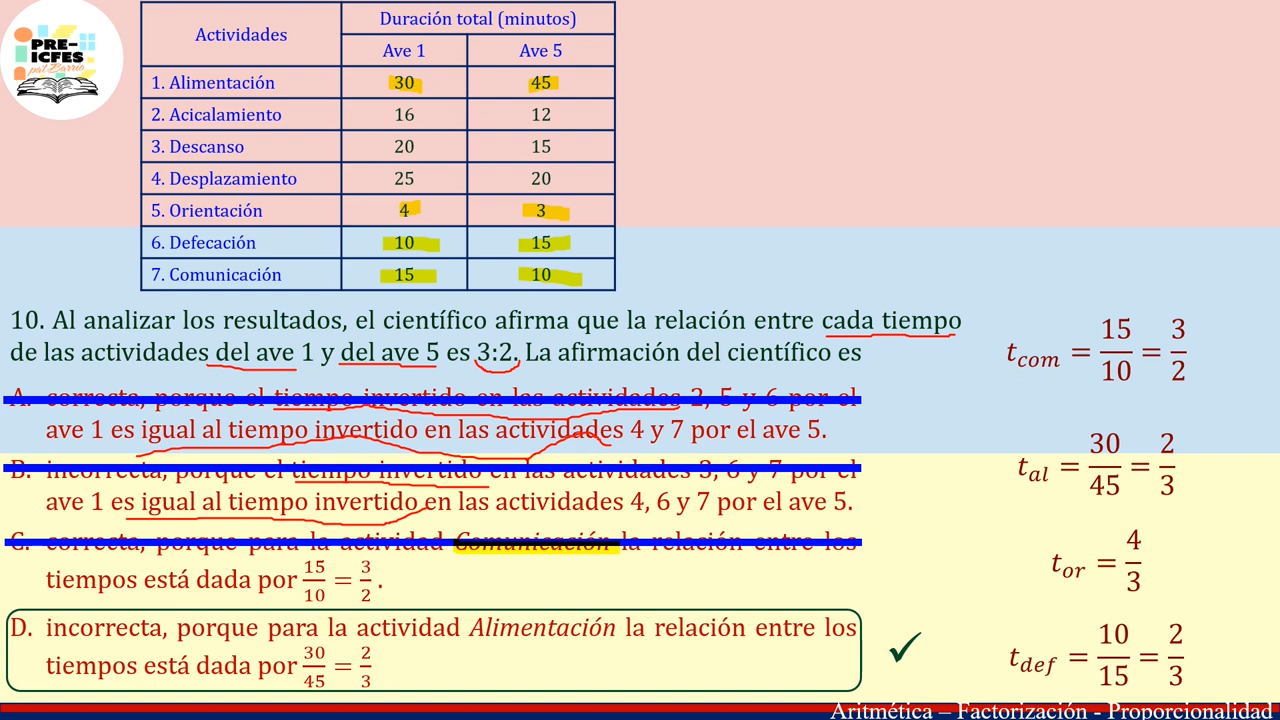 PRE-
ICFES
pal Barrio
Actividades
Duración total (minutos)
Ave 1
Ave 5
1. Alimentación 30 45
2. Acicalamiento 16 12
3. Descanso 20 15
4. Desplazamiento 25 20
5. Orientación 4 3
6. Defecación 10 15
7. Comunicación 15 10
10. Al analizar los resultados, el científico afirma que la relación entre cada tiempo
de las actividades del ave 1 y del ave 5 es 3:2. La afirmación del científico es
A. correcta, porque el tiempo invertido en las actividades 2, 5 y 6 por el
ave 1 es igual al tiempo invertido en las actividades 4 y 7 por el ave 5.
B. incorrecta, porque el tiempo invertido en las actividades 3, 6 y 7 por el
ave 1 es igual al tiempo invertido en las actividades 4, 6 y 7 por el ave 5.
C. correcta, porque para la actividad Comunicación la relación entre los
tiempos está dada por 15/10 = 3/2 .
D. incorrecta, porque para la actividad Alimentación la relación entre los
tiempos está dada por 30/45 = 2/3
t com = 15/10 = 3/2
t al = 30/45 = 2/3
t or = 4/3
t def = 10/15 = 2/3
Aritmética – Factorización - Proporcionalidad